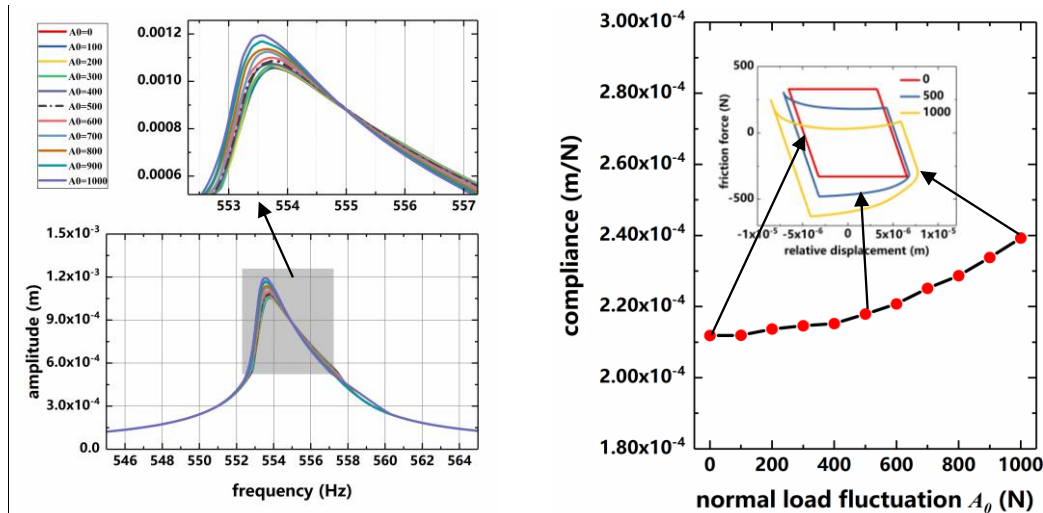 A0=0
A0=100
A0=200
A0=300
A0=400
A0=500
A0=600
A0=700
A0=800
A0=900
A0=1000
0.0012
0.0010
0.0008
0.0006
553 554 555 556 557
1.5x10-3
1.2x10-3
9.0x10-4
6.0x10-4
3.0x10-4
0.0
amplitude (m)
546 548 550 552 554 556 558 560 562 564
frequency (Hz)
3.00x10-4
2.80x10-4
2.60x10-4
2.40x10-4
2.20x10-4
2.00x10-4
1.80x10-4
compliance (m/N)
500
0
-500
friction force (N)
0
500
1000
-1x10-5 -5x10-6 0 5x10-6 1x10-5
relative displacement (m)
0 200 400 600 800 1000
normal load fluctuation A0 (N)